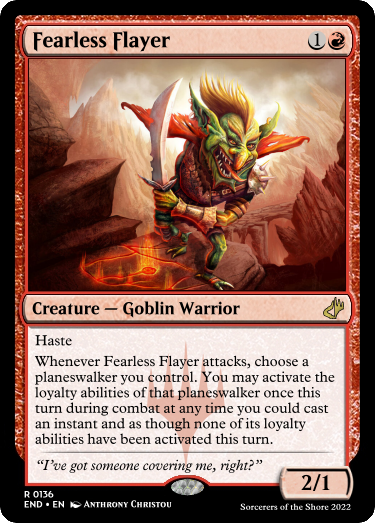 Fearless Flayer 1
Creature — Goblin Warrior
Haste
Whenever Fearless Flayer attacks, choose a
planeswalker you control. You may activate the
loyalty abilities of that planeswalker once this
turn during combat at any time you could cast
an instant and as though none of its loyalty
abilities have been activated this turn.
“I’ve got someone covering me, right?”
2/1
R 0136
END • EN Anthrony Christou
Sorcerers of the Shore 2022